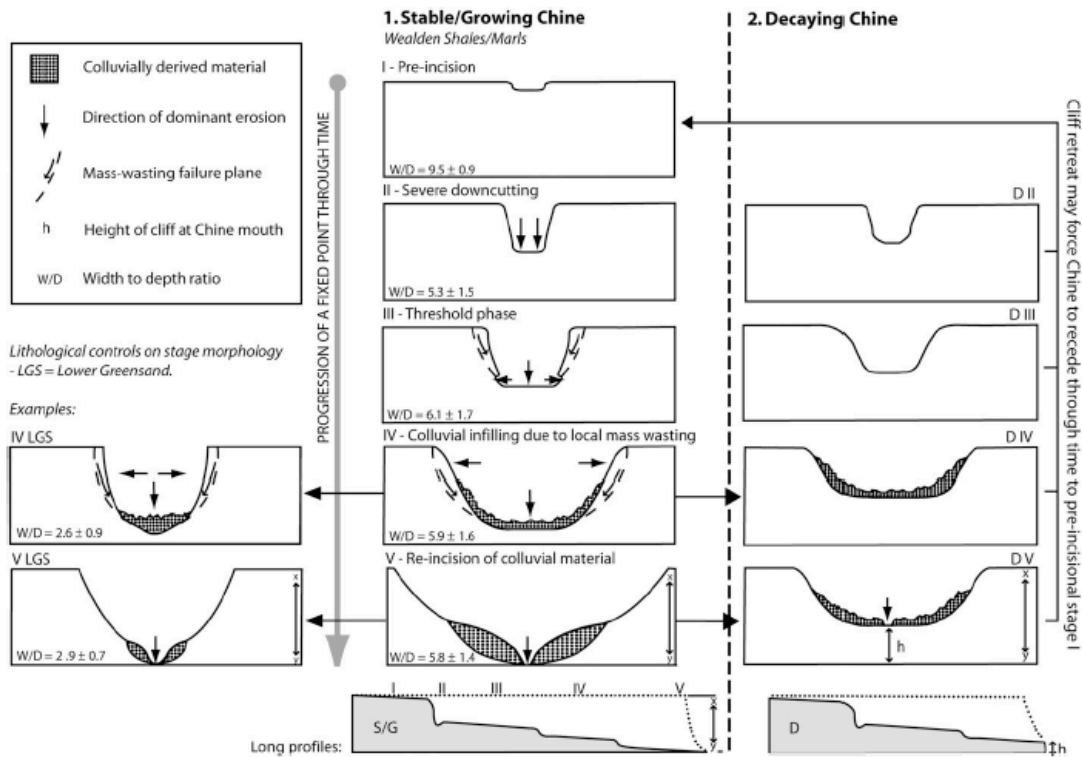 1. Stable/Growing Chine
Wealden Shales/Marls
2. Decaying Chine
Colluvially derived material
Direction of dominant erosion
Mass-wasting failure plane
h Height of cliff at Chine mouth
W/D Width to depth ratio
Lithological controls on stage morphology
- LGS = Lower Greensand.
Examples:
IV LGS
W/D = 2.6 ± 0.9
V LGS
x
y
W/D = 2.9 ± 0.7
PROGRESSION OF A FIXED POINT THROUGH TIME
I - Pre-incision
W/D = 9.5 ± 0.9
II - Severe downcutting
W/D = 5.3 ± 1.5
III - Threshold phase
W/D = 6.1 ± 1.7
IV - Colluvial infilling due to local mass wasting
W/D = 5.9 ± 1.6
V - Re-incision of colluvial material
x
y
W/D = 5.8 ± 1.4
D II
D III
D IV
D V
x
h
y
Cliff retreat may force Chine to recede through time to pre-incisional stage I
Long profiles:
I II III IV V
S/G
x
y
D
h